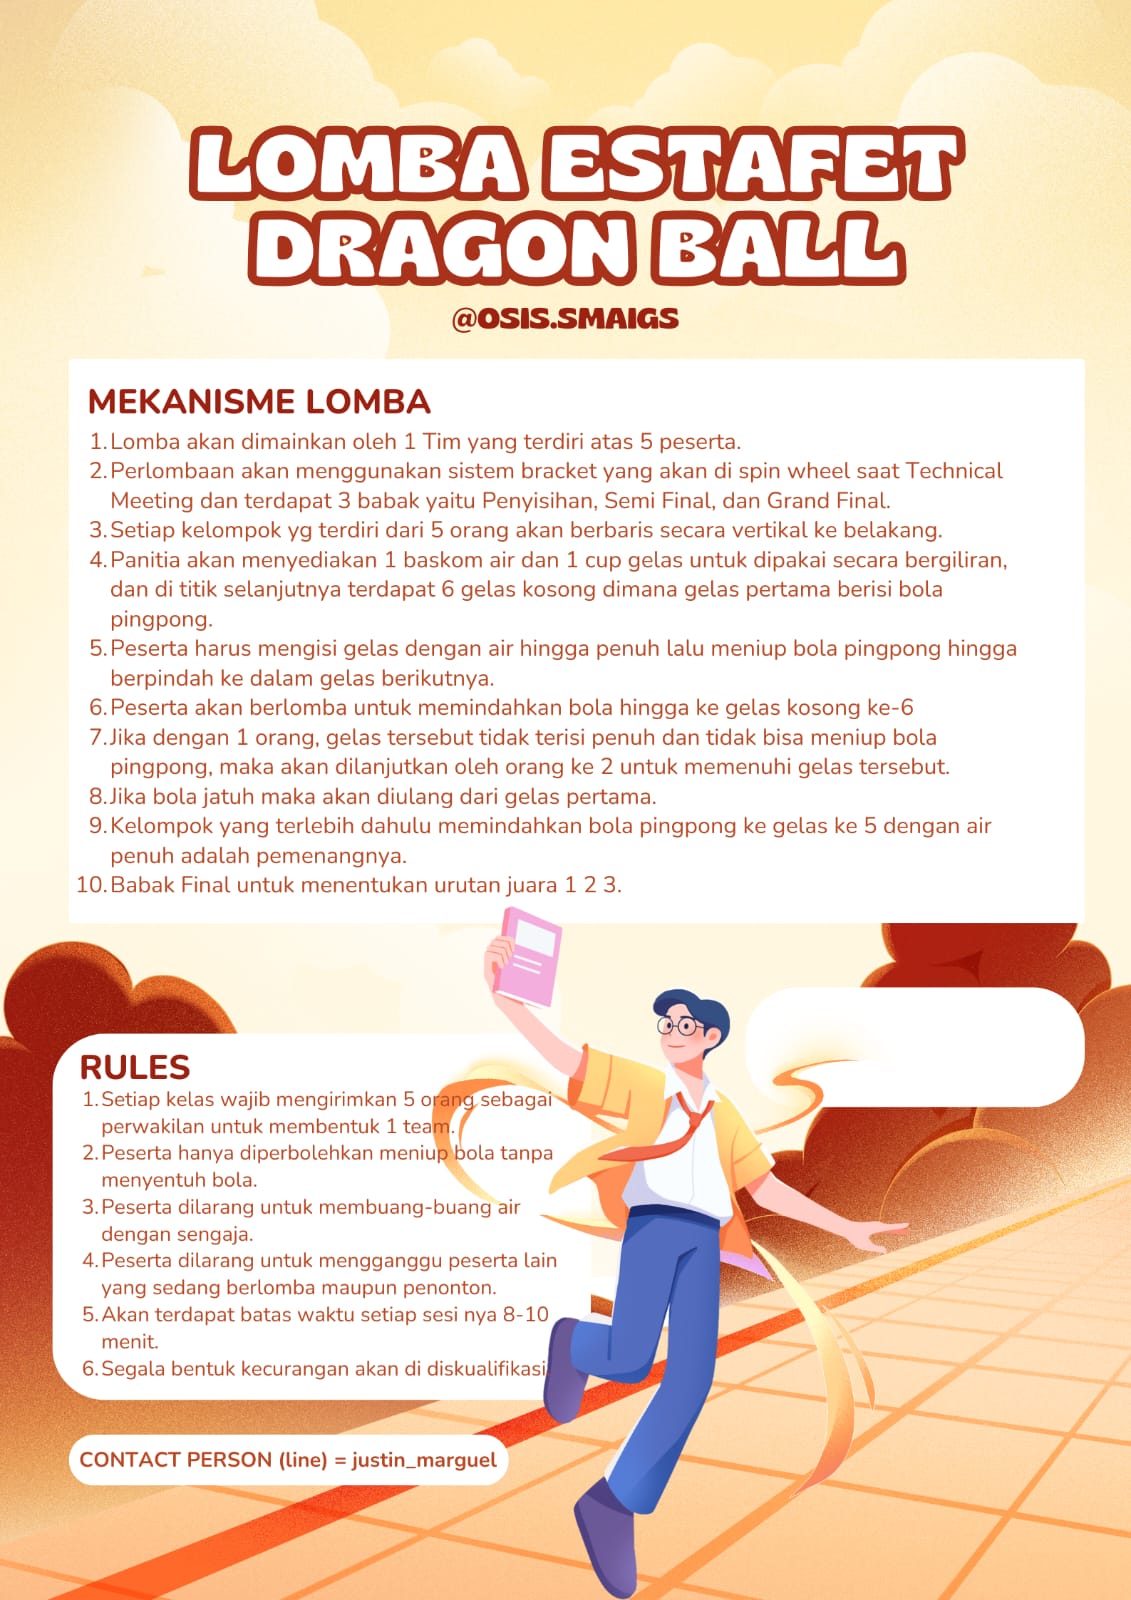 LOMBA ESTAFET
DRAGON BALL
@OSIS.SMAIGS
MEKANISME LOMBA
1. Lomba akan dimainkan oleh 1 Tim yang terdiri atas 5 peserta.
2. Perlombaan akan menggunakan sistem bracket yang akan di spin wheel saat Technical
Meeting dan terdapat 3 babak yaitu Penyisihan, Semi Final, dan Grand Final.
3. Setiap kelompok yg terdiri dari 5 orang akan berbaris secara vertikal ke belakang.
4. Panitia akan menyediakan 1 baskom air dan 1 cup gelas untuk dipakai secara bergiliran,
dan di titik selanjutnya terdapat 6 gelas kosong dimana gelas pertama berisi bola
pingpong.
5. Peserta harus mengisi gelas dengan air hingga penuh lalu meniup bola pingpong hingga
berpindah ke dalam gelas berikutnya.
6. Peserta akan berlomba untuk memindahkan bola hingga ke gelas kosong ke-6
7. Jika dengan 1 orang, gelas tersebut tidak terisi penuh dan tidak bisa meniup bola
pingpong, maka akan dilanjutkan oleh orang ke 2 untuk memenuhi gelas tersebut.
8. Jika bola jatuh maka akan diulang dari gelas pertama.
9. Kelompok yang terlebih dahulu memindahkan bola pingpong ke gelas ke 5 dengan air
penuh adalah pemenangnya.
10. Babak Final untuk menentukan urutan juara 1 2 3.
RULES
1. Setiap kelas wajib mengirimkan 5 orang sebagai
perwakilan untuk membentuk 1 team.
2. Peserta hanya diperbolehkan meniup bola tanpa
menyentuh bola.
3. Peserta dilarang untuk membuang-buang air
dengan sengaja.
4. Peserta dilarang untuk mengganggu peserta lain
yang sedang berlomba maupun penonton.
5. Akan terdapat batas waktu setiap sesi nya 8-10
menit.
6. Segala bentuk kecurangan akan di diskualifikasi.
CONTACT PERSON (line) = justin_marguel